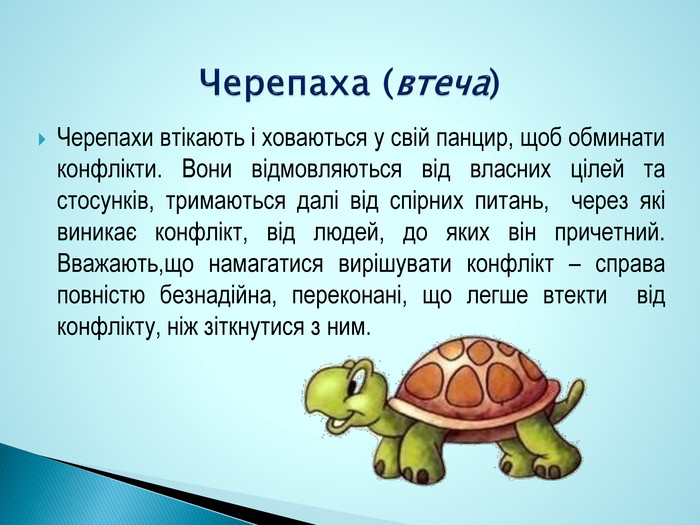 Черепаха (втеча)
Черепахи втікають і ховаються у свій панцир, щоб обминати
конфлікти. Вони відмовляються від власних цілей та
стосунків, тримаються далі від спірних питань, через які
виникає конфлікт, від людей, до яких він причетний.
Вважають,що намагатися вирішувати конфлікт – справа
повністю безнадійна, переконані, що легше втекти від
конфлікту, ніж зіткнутися з ним.